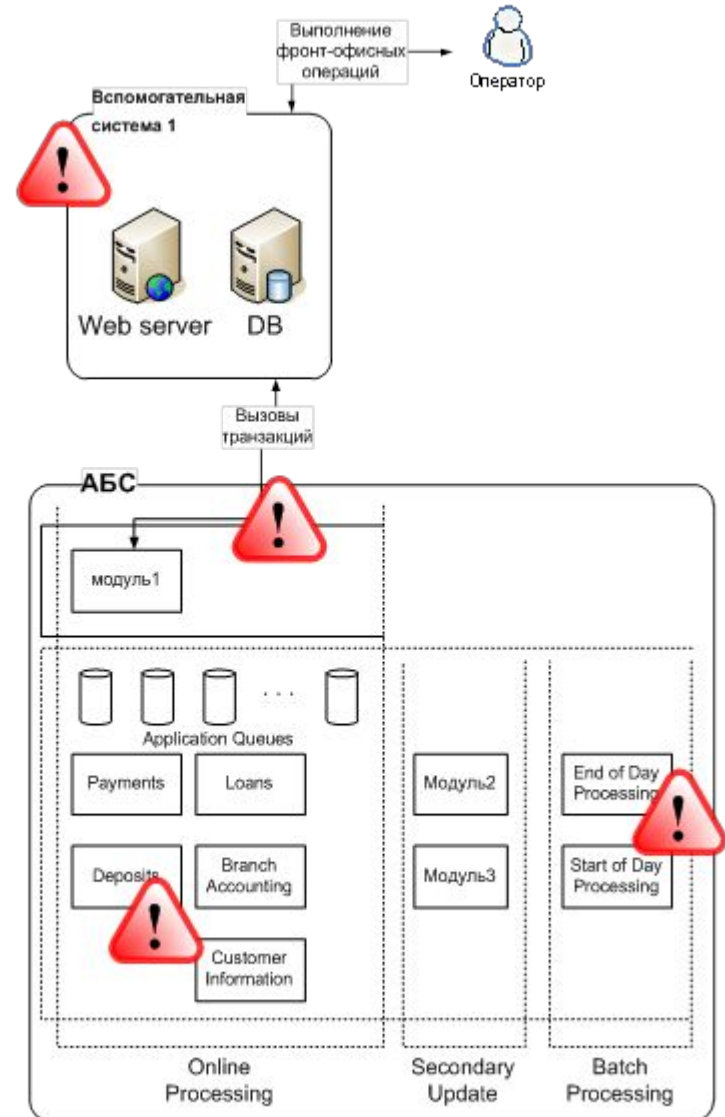 Выполнение
фронт-офисных
операций
Оператор
Вспомогательная
система 1
Web server
DB
Вызовы
транзакций
АБС
модуль1
. . .
Application Queues
Payments
Loans
Модуль2
End of Day
Processing
Deposits
Branch
Accounting
Модуль3
Start of Day
Processing
Customer
Information
Online
Processing
Secondary
Update
Batch
Processing